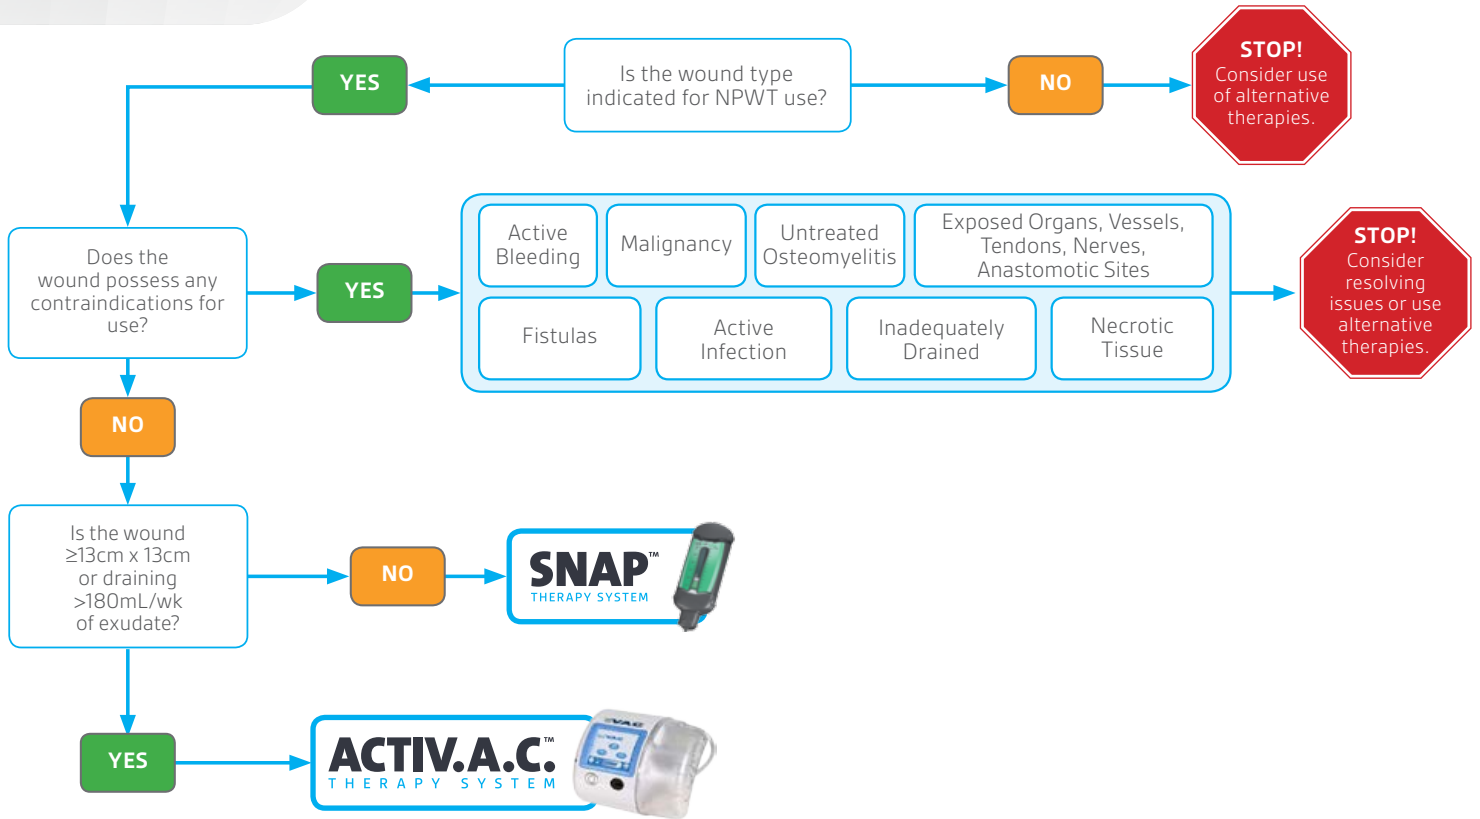 Is the wound type
indicated for NPWT use?
YES
NO
STOP!
Consider use
of alternative
therapies.
Does the
wound possess any
contraindications for
use?
YES
Active
Bleeding
Malignancy
Untreated
Osteomyelitis
Exposed Organs, Vessels,
Tendons, Nerves,
Anastomotic Sites
Fistulas
Active
Infection
Inadequately
Drained
Necrotic
Tissue
STOP!
Consider
resolving
issues or use
alternative
therapies.
NO
Is the wound
≥13cm x 13cm
or draining
>180mL/wk
of exudate?
NO
SNAP™
THERAPY SYSTEM
YES
ACTIV.A.C.™
THERAPY SYSTEM
V.A.C.